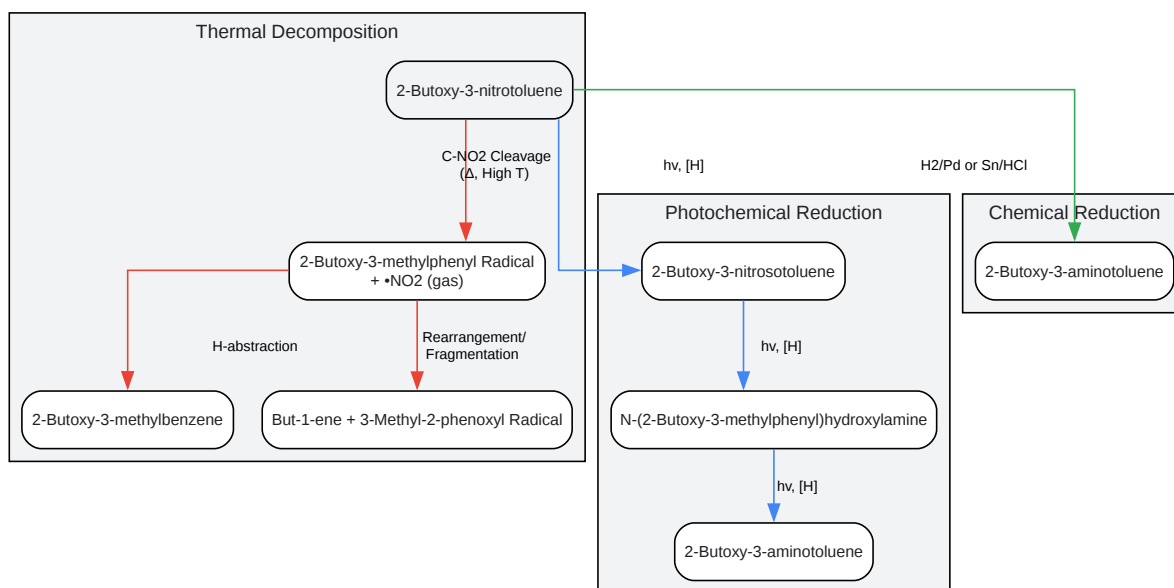 Thermal Decomposition
2-Butoxy-3-nitrotoluene
C-NO2 Cleavage
(Δ, High T)
hv, [H]
H2/Pd or Sn/HCl
Photochemical Reduction
Chemical Reduction
2-Butoxy-3-methylphenyl Radical
+ •NO2 (gas)
2-Butoxy-3-nitrosotoluene
2-Butoxy-3-aminotoluene
H-abstraction
Rearrangement/
Fragmentation
hv, [H]
2-Butoxy-3-methylbenzene
But-1-ene + 3-Methyl-2-phenoxyl Radical
N-(2-Butoxy-3-methylphenyl)hydroxylamine
hv, [H]
2-Butoxy-3-aminotoluene